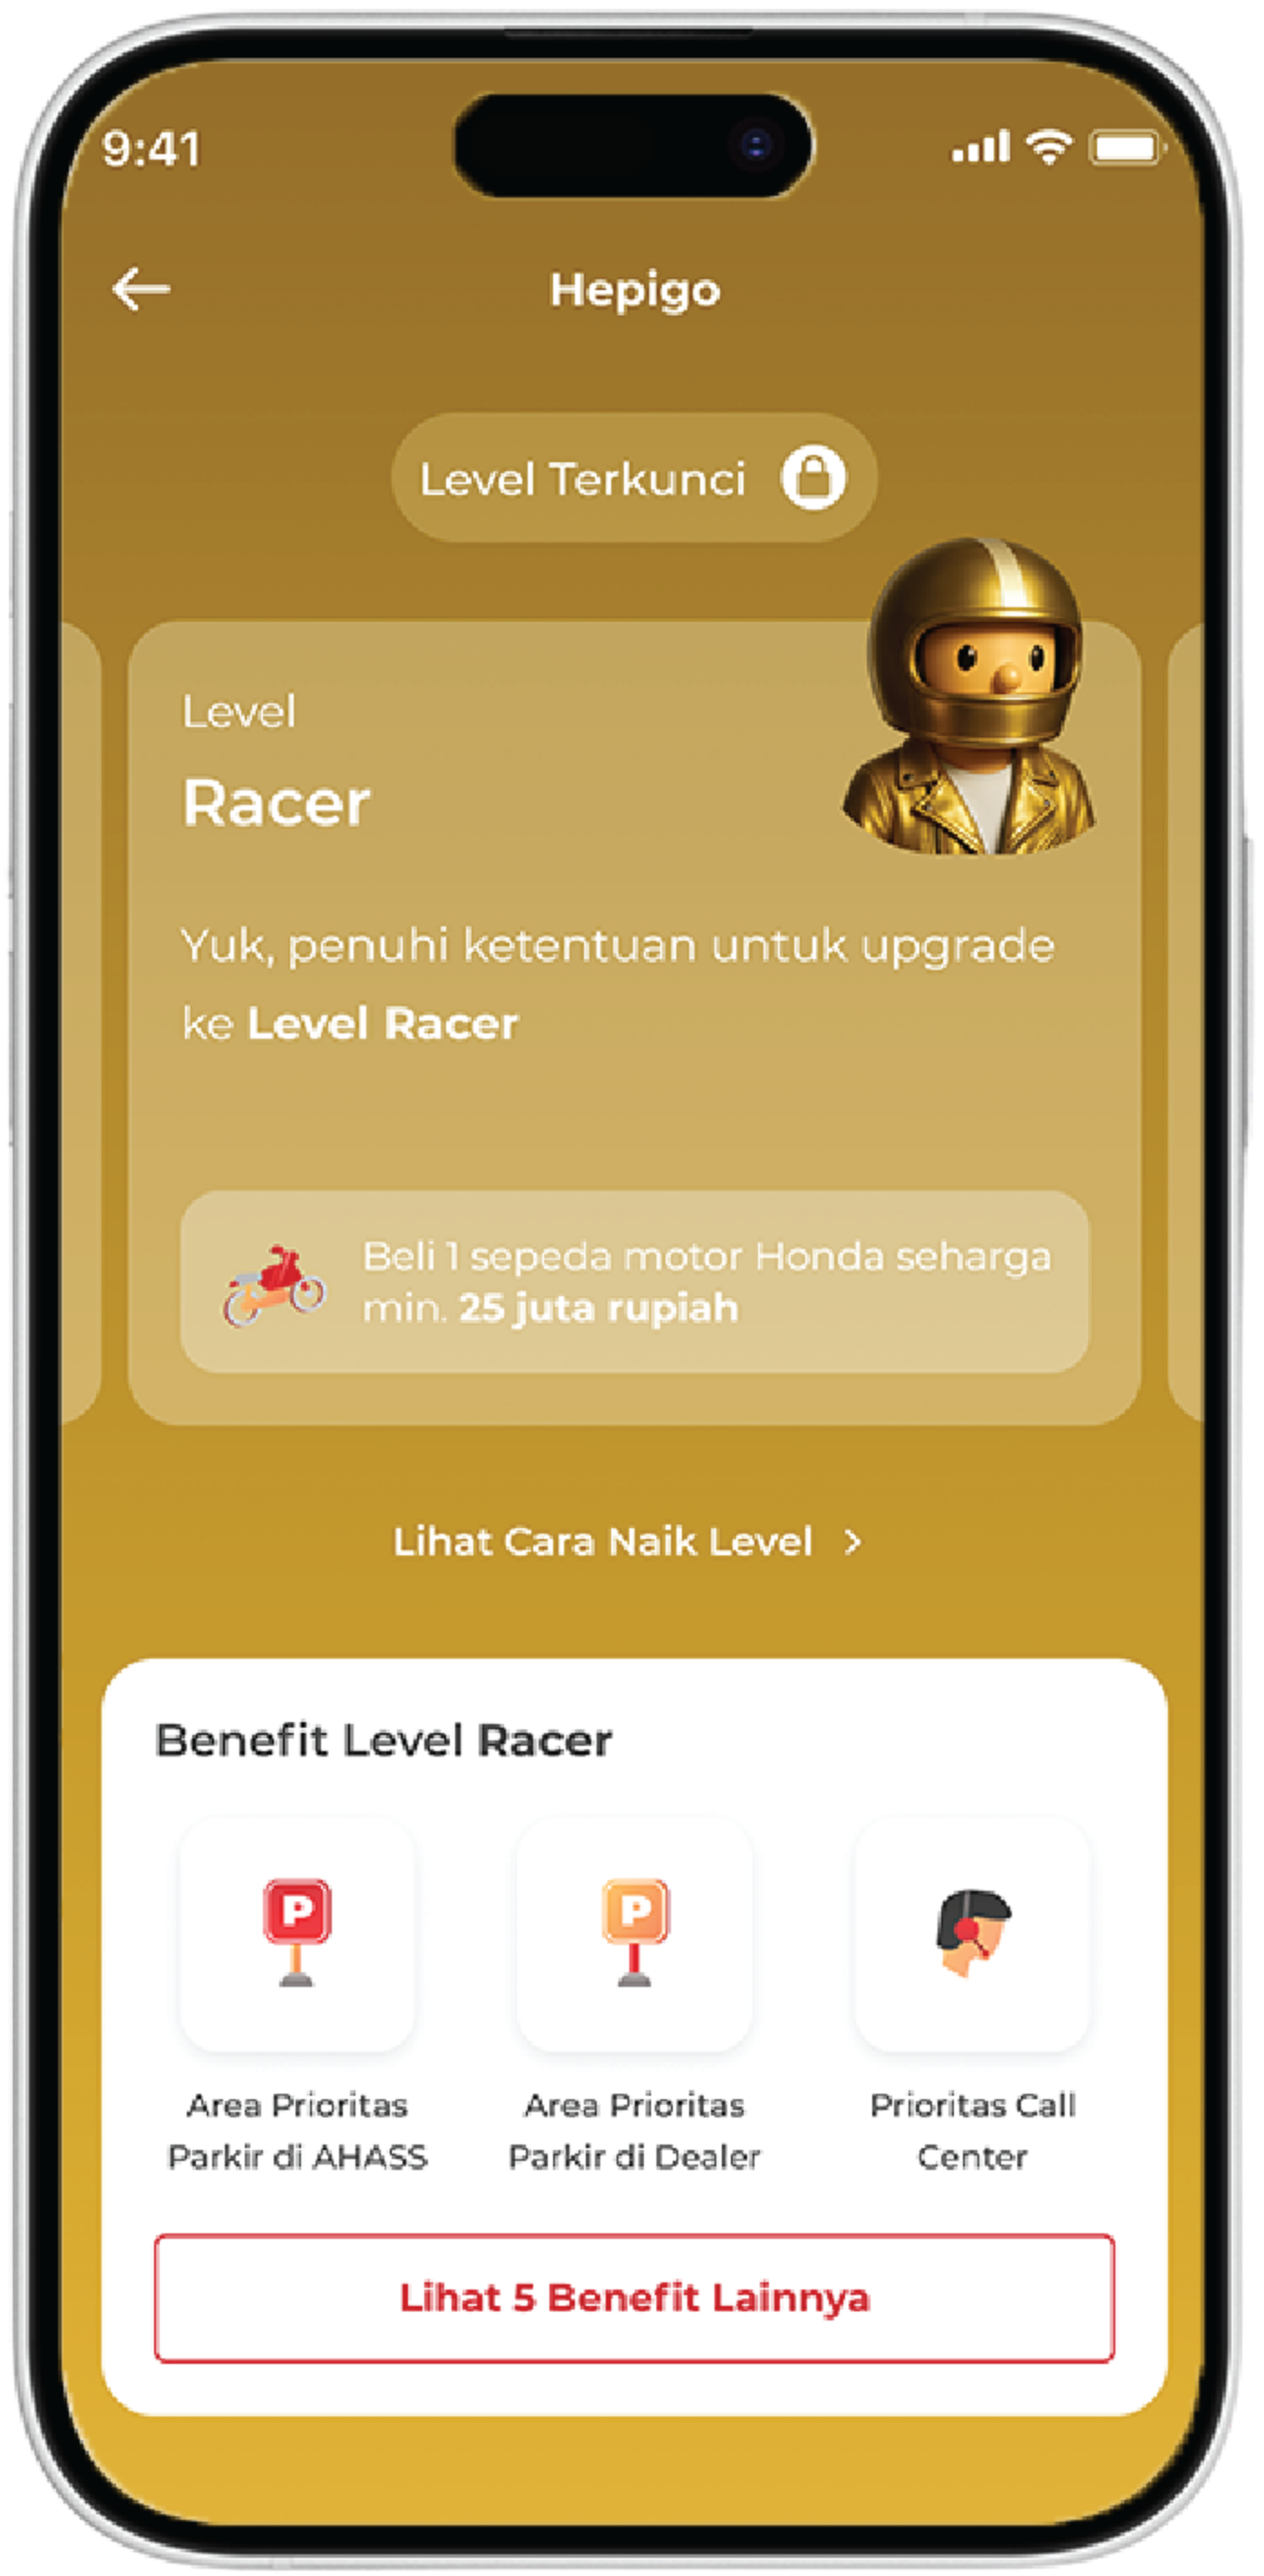 9:41
Hepigo
Level Terkunci
Level
Racer
Yuk, penuhi ketentuan untuk upgrade
ke Level Racer
Beli 1 sepeda motor Honda seharga
min. 25 juta rupiah
Lihat Cara Naik Level >
Benefit Level Racer
P
P
Area Prioritas
Parkir di AHASS
Area Prioritas
Parkir di Dealer
Prioritas Call
Center
Lihat 5 Benefit Lainnya